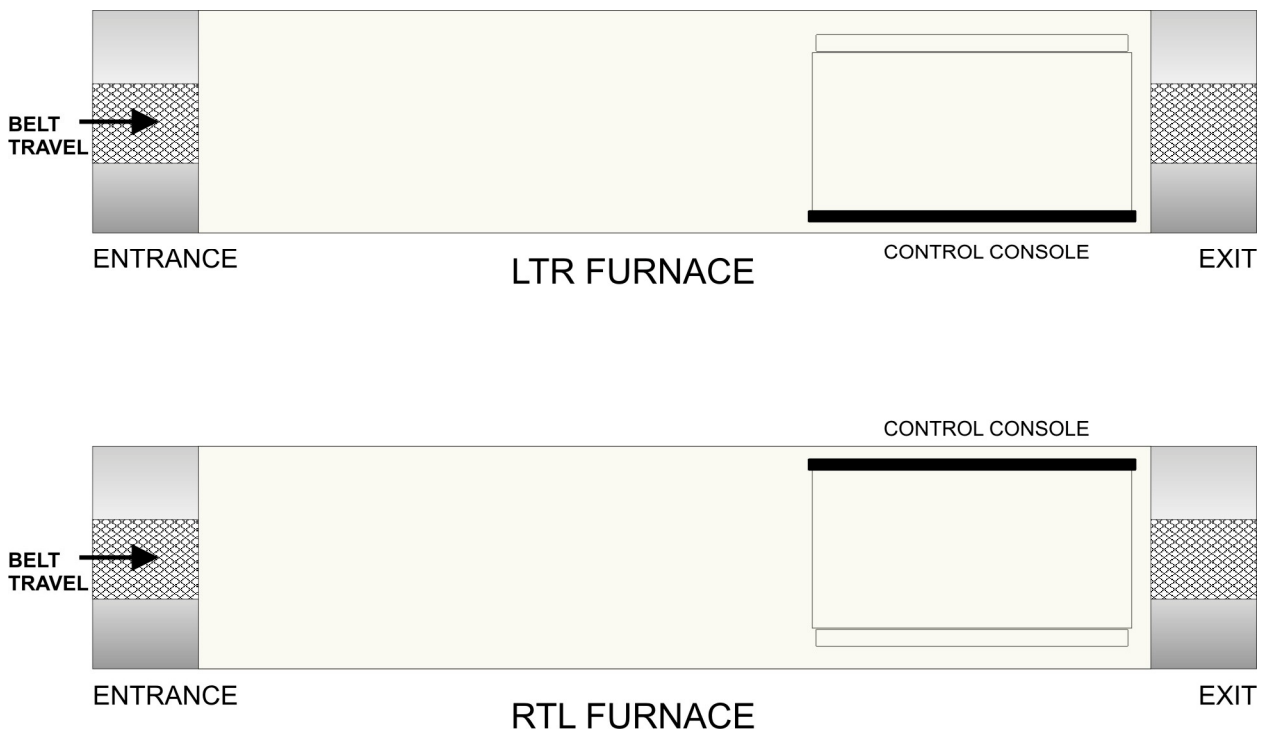 BELT
TRAVEL
ENTRANCE
LTR FURNACE
CONTROL CONSOLE
EXIT
CONTROL CONSOLE
BELT
TRAVEL
ENTRANCE
RTL FURNACE
EXIT